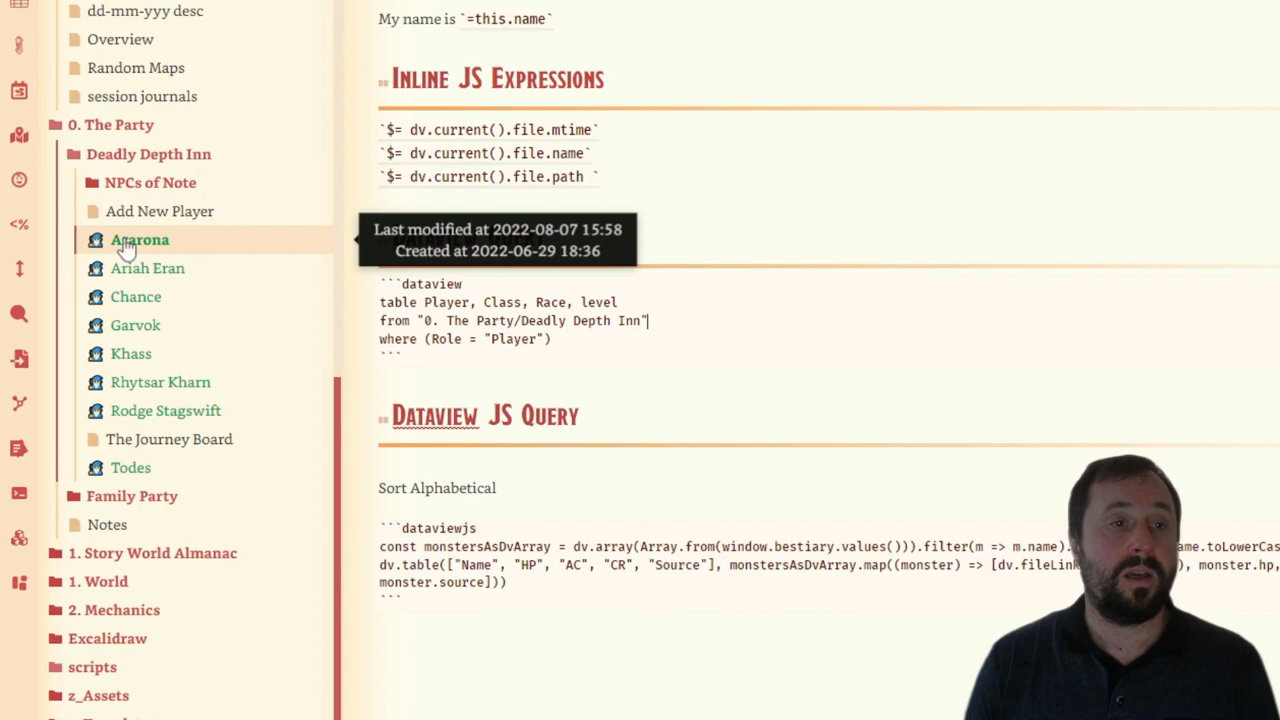 dd-mm-yyy desc
Overview
Random Maps
session journals
0. The Party
Deadly Depth Inn
NPCs of Note
Add New Player
Ariah Eran
Chance
Garvok
Khass
Rhytsar Kharn
Rodge Stagswift
The Journey Board
Todes
Family Party
Notes
1. Story World Almanac
1. World
2. Mechanics
Excalidraw
scripts
z_Assets
<%
My name is `=this.name`
Inline JS Expressions
`$= dv.current().file.mtime`
`$= dv.current().file.name`
`$= dv.current().file.path `
Last modified at 2022-08-07 15:58
Created at 2022-06-29 18:36
```dataview
table Player, Class, Race, level
from "0. The Party/Deadly Depth Inn"
where (Role = "Player")
```
Dataview JS Query
Sort Alphabetical
```dataviewjs
const monstersAsDvArray = dv.array(Array.from(window.bestiary.values())).filter(m => m.name). ame.toLowerCas
dv.table(["Name", "HP", "AC", "CR", "Source"], monstersAsDvArray.map((monster) => [dv.fileLink ), monster.hp,
monster.source]))
```